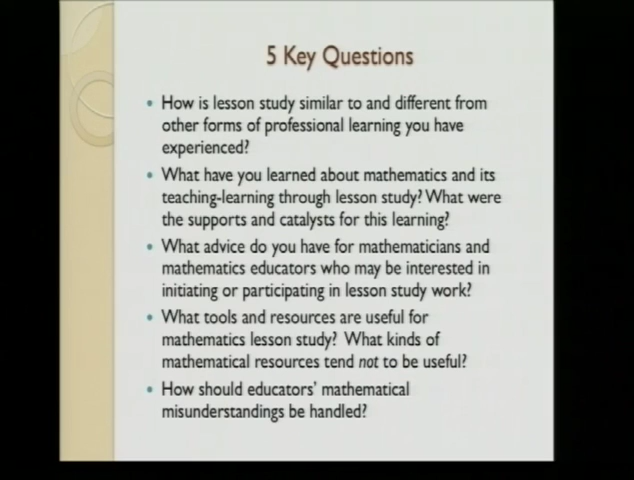 5 Key Questions
• How is lesson study similar to and different from
other forms of professional learning you have
experienced?
• What have you learned about mathematics and its
teaching-learning through lesson study? What were
the supports and catalysts for this learning?
• What advice do you have for mathematicians and
mathematics educators who may be interested in
initiating or participating in lesson study work?
• What tools and resources are useful for
mathematics lesson study?  What kinds of
mathematical resources tend not to be useful?
• How should educators' mathematical
misunderstandings be handled?